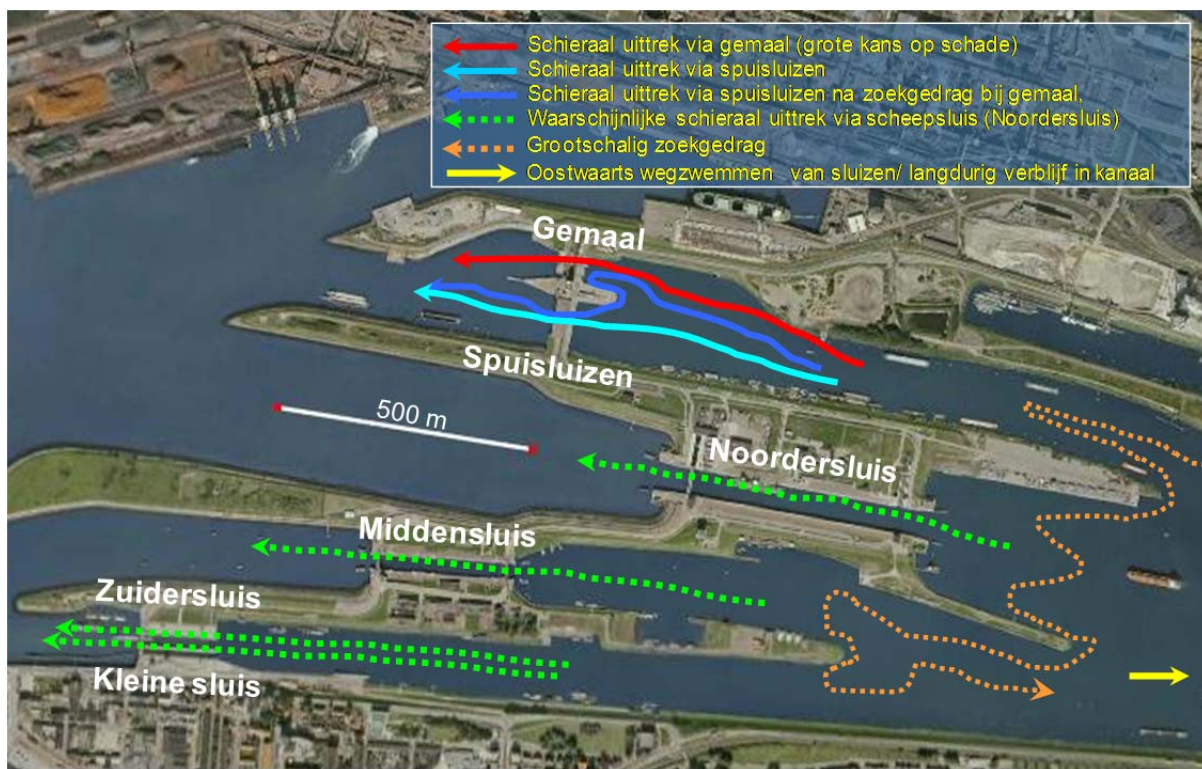 Schieraal uittrek via gemaal (grote kans op schade)
Schieraal uittrek via spuisluizen
Schieraal uittrek via spuisluizen na zoekgedrag bij gemaal,
Waarschijnlijke schieraal uittrek via scheepsluis (Noordersluis)
Grootschalig zoekgedrag
Oostwaarts wegzwemmen van sluizen/ langdurig verblijf in kanaal
Gemaal
Spuisluizen
500 m
Noordersluis
Middensluis
Zuidersluis
Kleine sluis